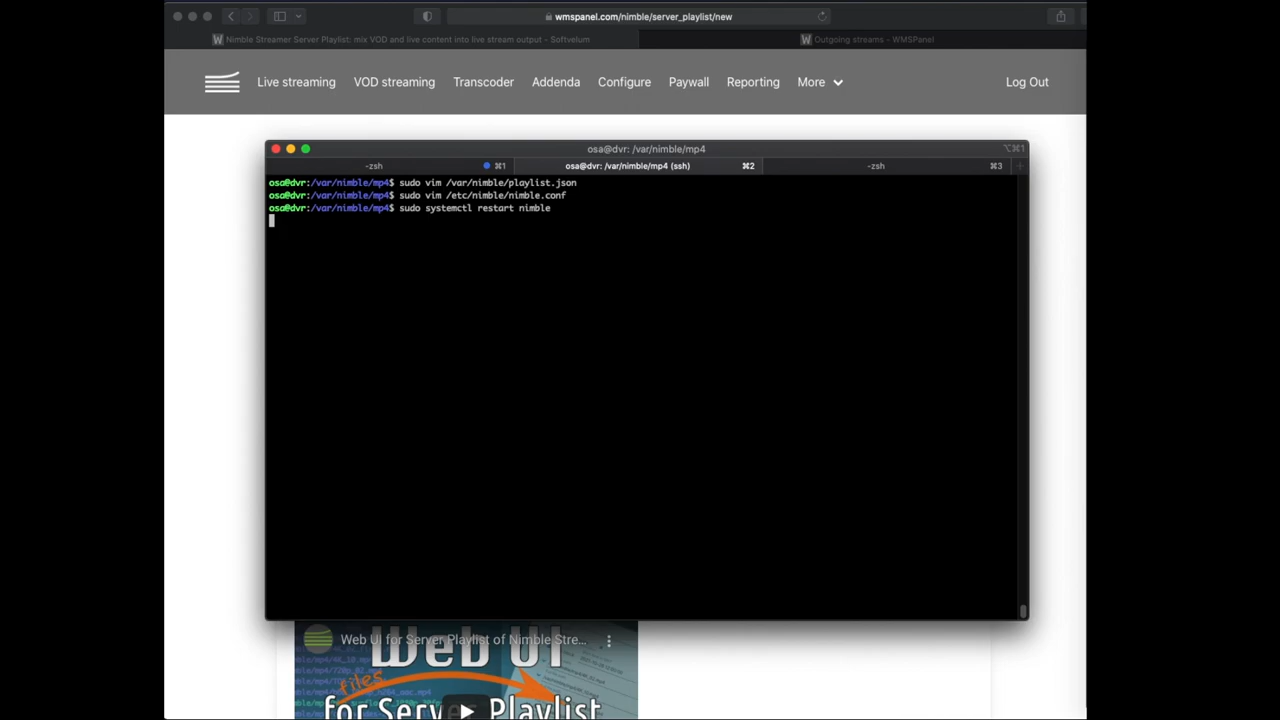 wmspanel.com/nimble/server_playlist/new
Nimble Streamer Server Playlist: mix VOD and live content into live stream output - Softvelum
Outgoing streams - WMSPanel
Live streaming VOD streaming Transcoder Addenda Configure Paywall Reporting More Log Out
osa@dvr: /var/nimble/mp4
⌥⌘1
-zsh ⌘1 osa@dvr: /var/nimble/mp4 (ssh) ⌘2 -zsh ⌘3
osa@dvr:/var/nimble/mp4$ sudo vim /var/nimble/playlist.json
osa@dvr:/var/nimble/mp4$ sudo vim /etc/nimble/nimble.conf
osa@dvr:/var/nimble/mp4$ sudo systemctl restart nimble
Web UI for Server Playlist of Nimble Stre...
Web UI
files
for Server Playlist